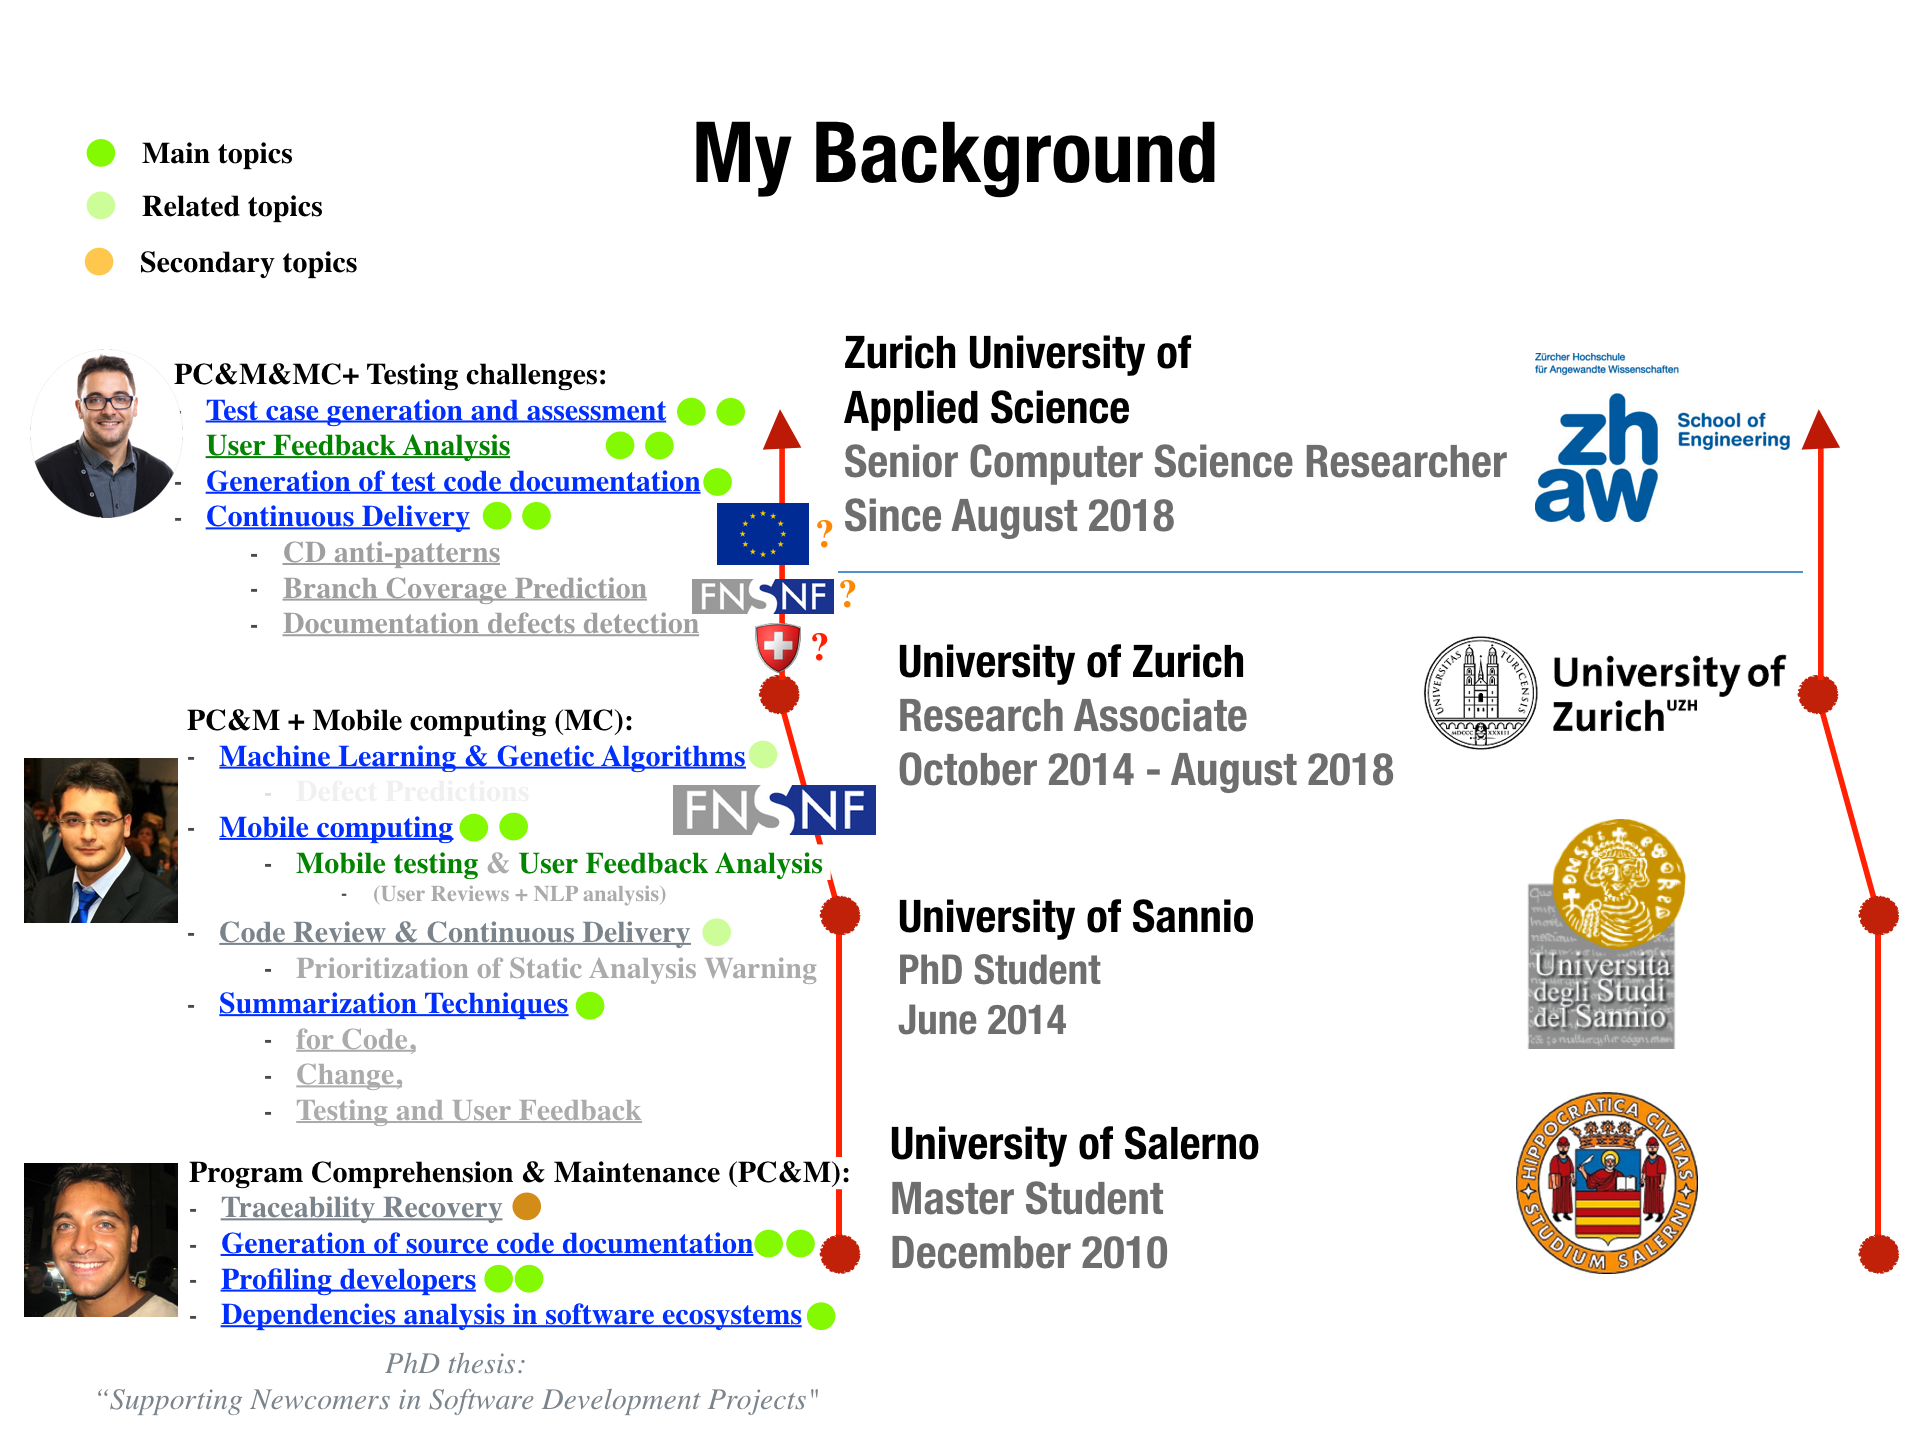 My Background
Main topics
Related topics
Secondary topics
PC&M&MC+ Testing challenges:
- Test case generation and assessment
User Feedback Analysis
- Generation of test code documentation
- Continuous Delivery
- CD anti-patterns
- Branch Coverage Prediction
- Documentation defects detection
?
FNSNF ?
?
Zurich University of
Applied Science
Senior Computer Science Researcher
Since August 2018
Zürcher Hochschule
für Angewandte Wissenschaften
zh
aw
School of
Engineering
PC&M + Mobile computing (MC):
- Machine Learning & Genetic Algorithms
- Defect Predictions
- Mobile computing
- Mobile testing & User Feedback Analysis
- (User Reviews + NLP analysis)
- Code Review & Continuous Delivery
- Prioritization of Static Analysis Warning
- Summarization Techniques
- for Code,
- Change,
- Testing and User Feedback
FNSNF
University of Zurich
Research Associate
October 2014 - August 2018
UNIVERSITAS TURICENSIS
MDCCC XXXIII
University of
Zurich UZH
University of Sannio
PhD Student
June 2014
Università
degli Studi
del Sannio
Program Comprehension & Maintenance (PC&M):
- Traceability Recovery
- Generation of source code documentation
- Profiling developers
- Dependencies analysis in software ecosystems
PhD thesis:
“Supporting Newcomers in Software Development Projects"
University of Salerno
Master Student
December 2010
HIPPOCRATICA CIVITAS
STUDIUM SALERNI